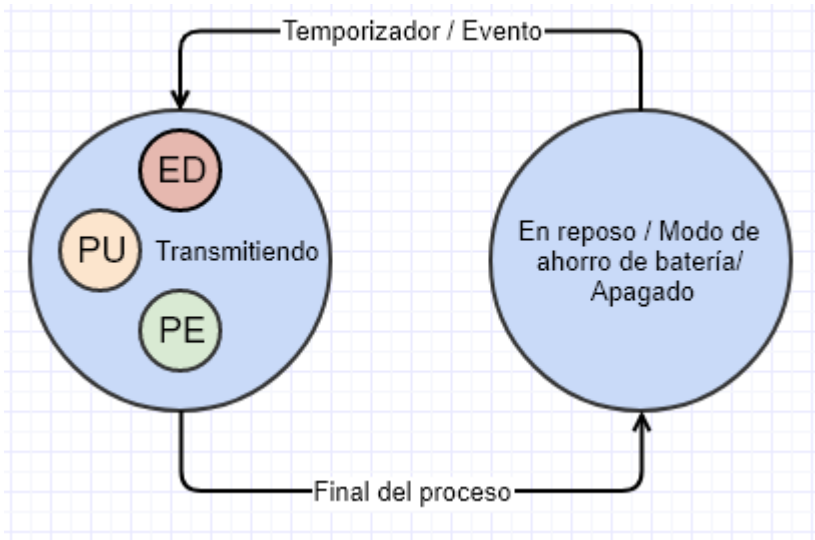 Temporizador / Evento
ED
PU
Transmitiendo
PE
En reposo / Modo de
ahorro de batería/
Apagado
Final del proceso